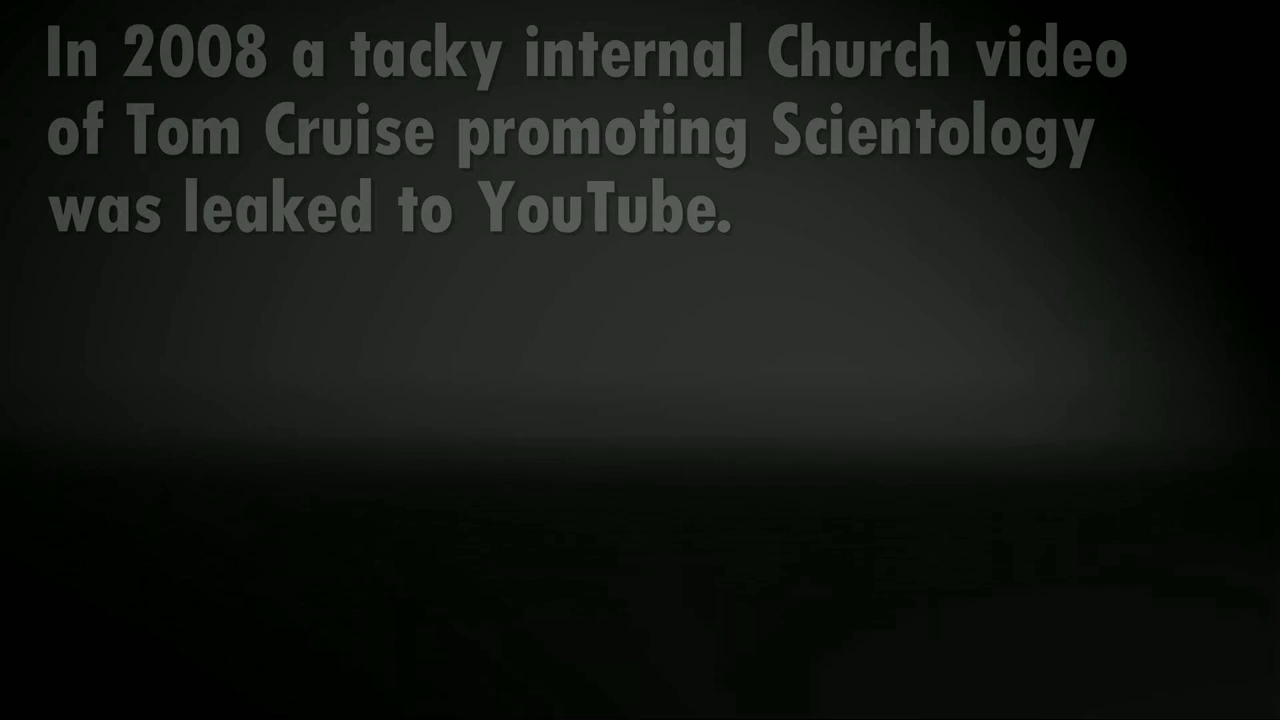 In 2008 a tacky internal Church video
of Tom Cruise promoting Scientology
was leaked to YouTube.